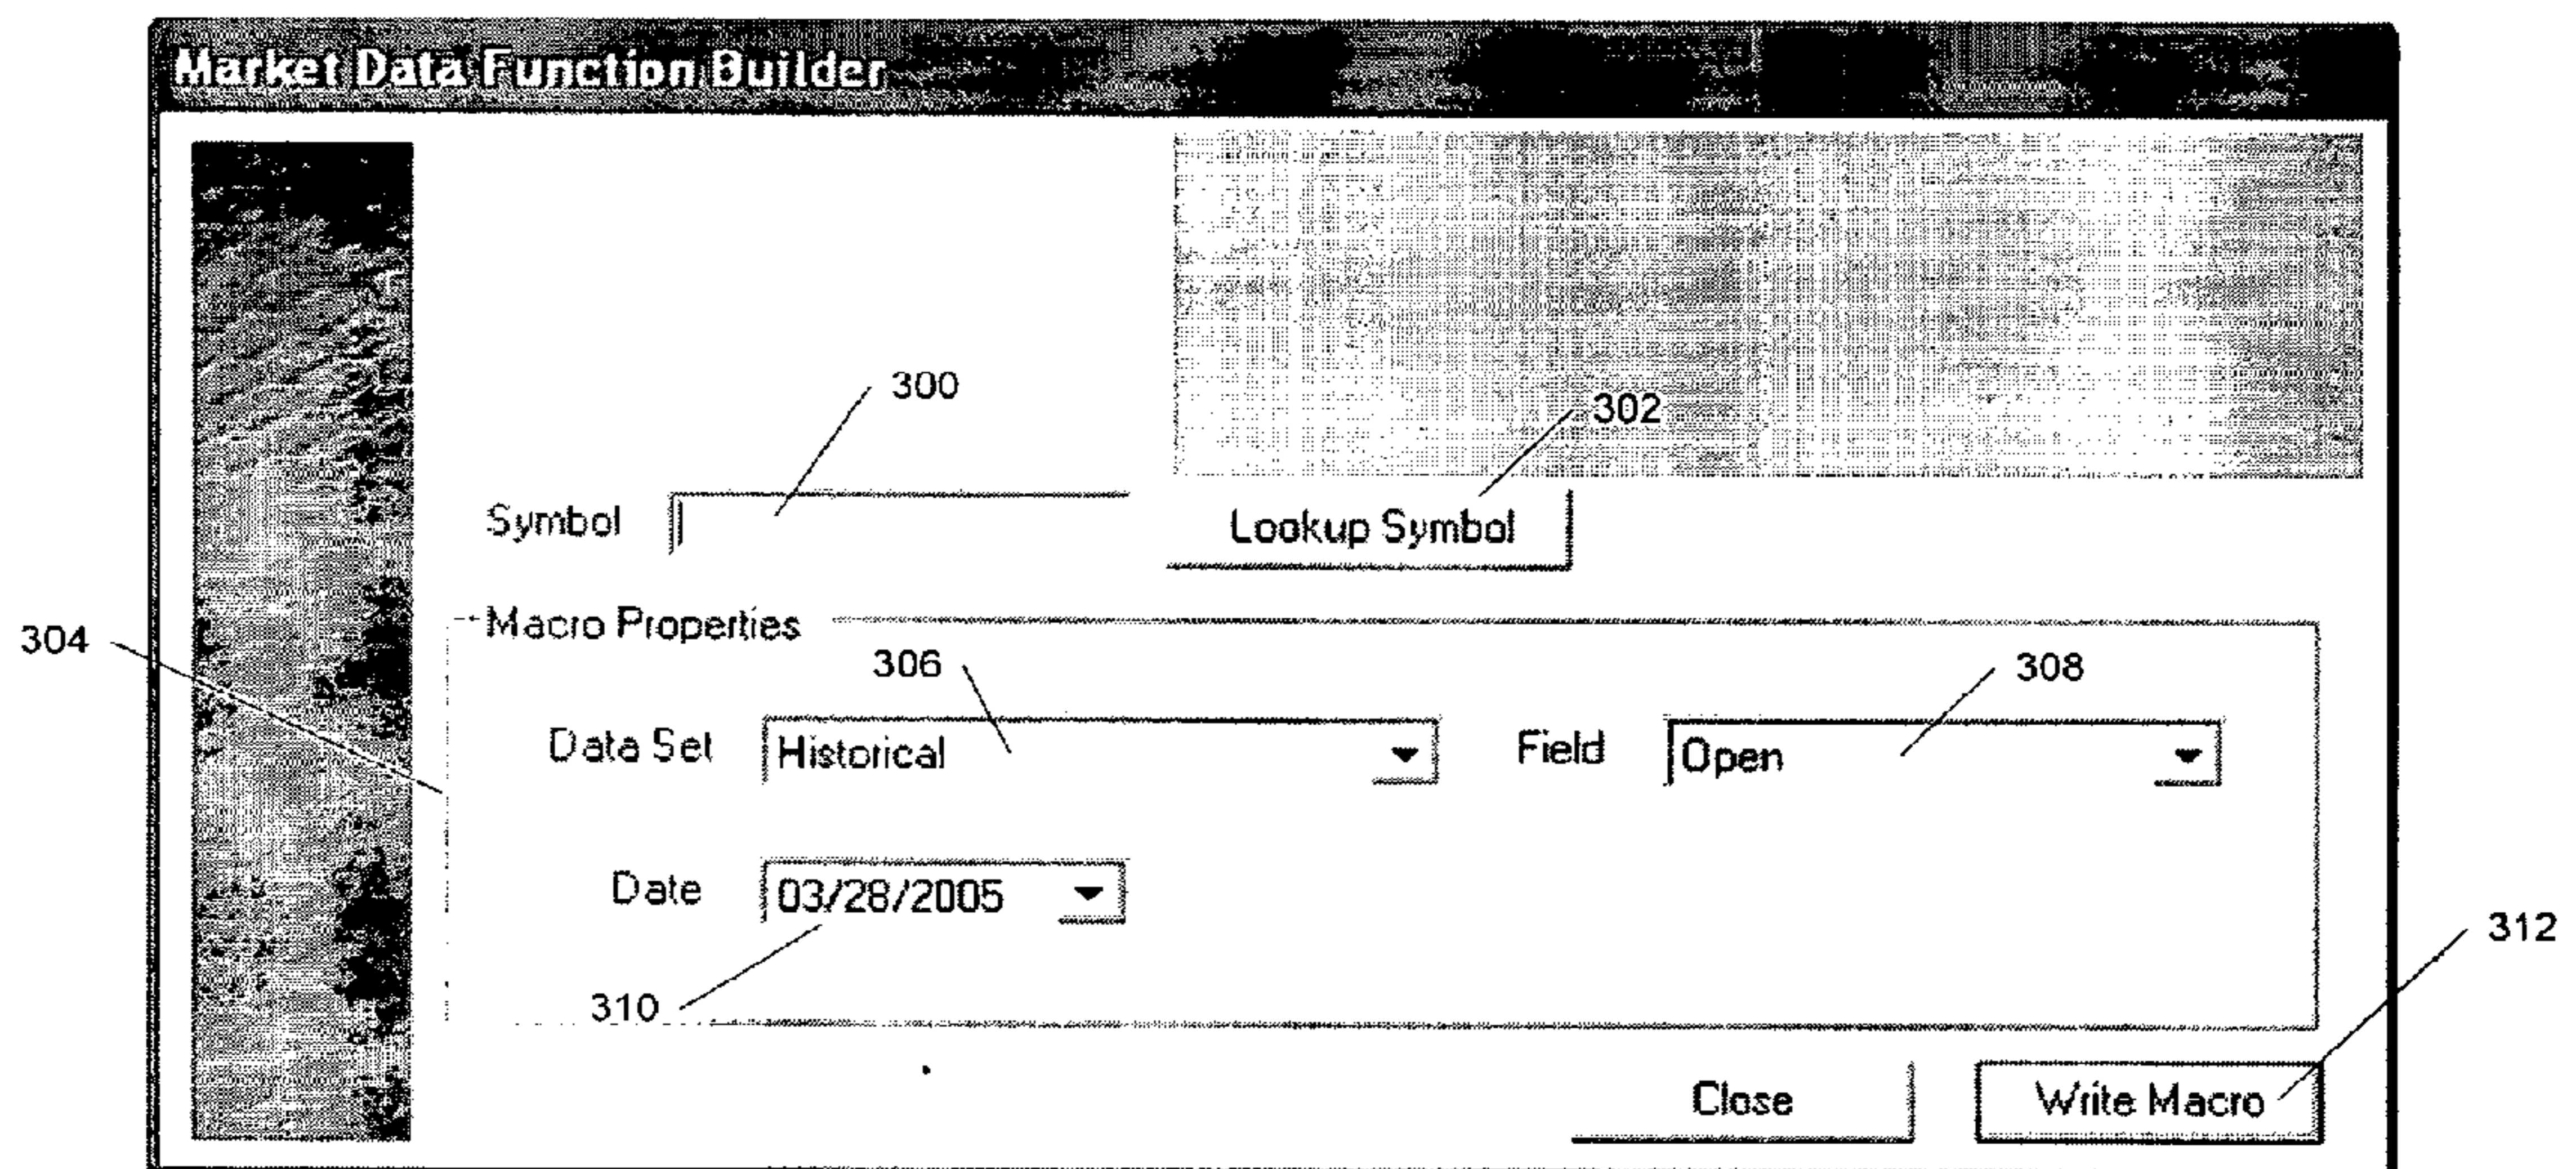 Market Data Function Builder
300
302
Symbol
Lookup Symbol
304
Macro Properties
306
308
Data Set Historical Field Open
Date 03/28/2005
310
312
Close Write Macro